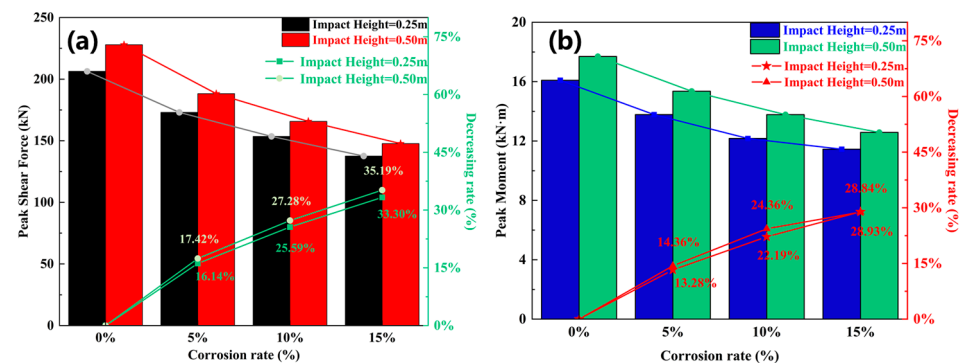 (a)
Impact Height=0.25m
Impact Height=0.50m
Impact Height=0.25m
Impact Height=0.50m
Peak Shear Force (kN)
250
200
150
100
50
0
75%
60%
45%
30%
15%
0%
Decreasing rate (%)
17.42%
27.28%
35.19%
16.14%
25.59%
33.30%
0%
5%
10%
15%
Corrosion rate (%)
(b)
Impact Height=0.25m
Impact Height=0.50m
Impact Height=0.25m
Impact Height=0.50m
Peak Moment (kN·m)
20
16
12
8
4
0
75%
60%
45%
30%
15%
0%
Decreasing rate (%)
14.36%
24.36%
28.84%
13.28%
22.19%
28.93%
0%
5%
10%
15%
Corrosion rate (%)